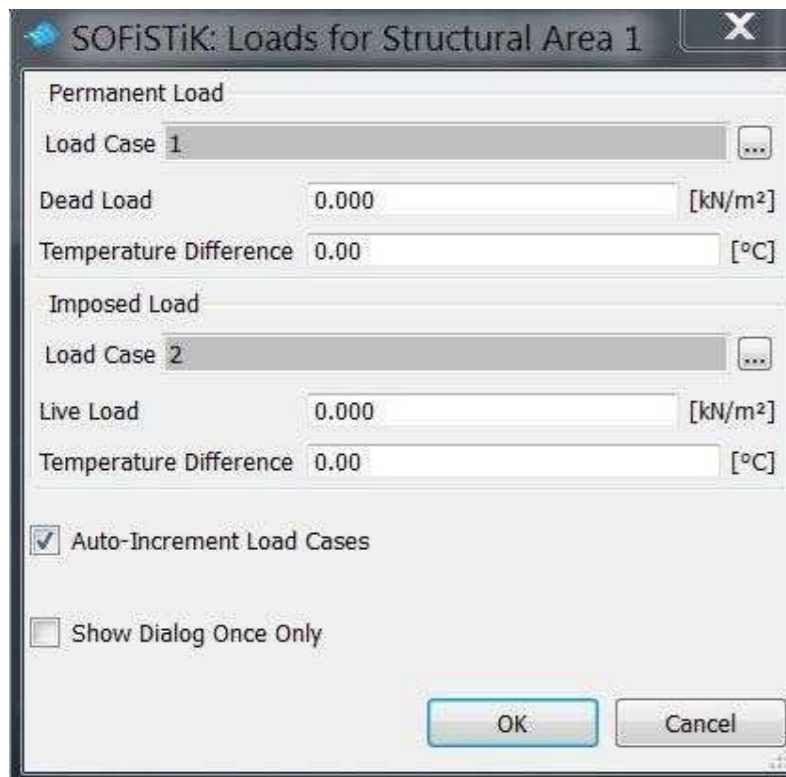 SOFiSTiK: Loads for Structural Area 1
X
Permanent Load
Load Case 1 ...
Dead Load 0.000 [kN/m²]
Temperature Difference 0.00 [°C]
Imposed Load
Load Case 2 ...
Live Load 0.000 [kN/m²]
Temperature Difference 0.00 [°C]
Auto-Increment Load Cases
Show Dialog Once Only
OK Cancel